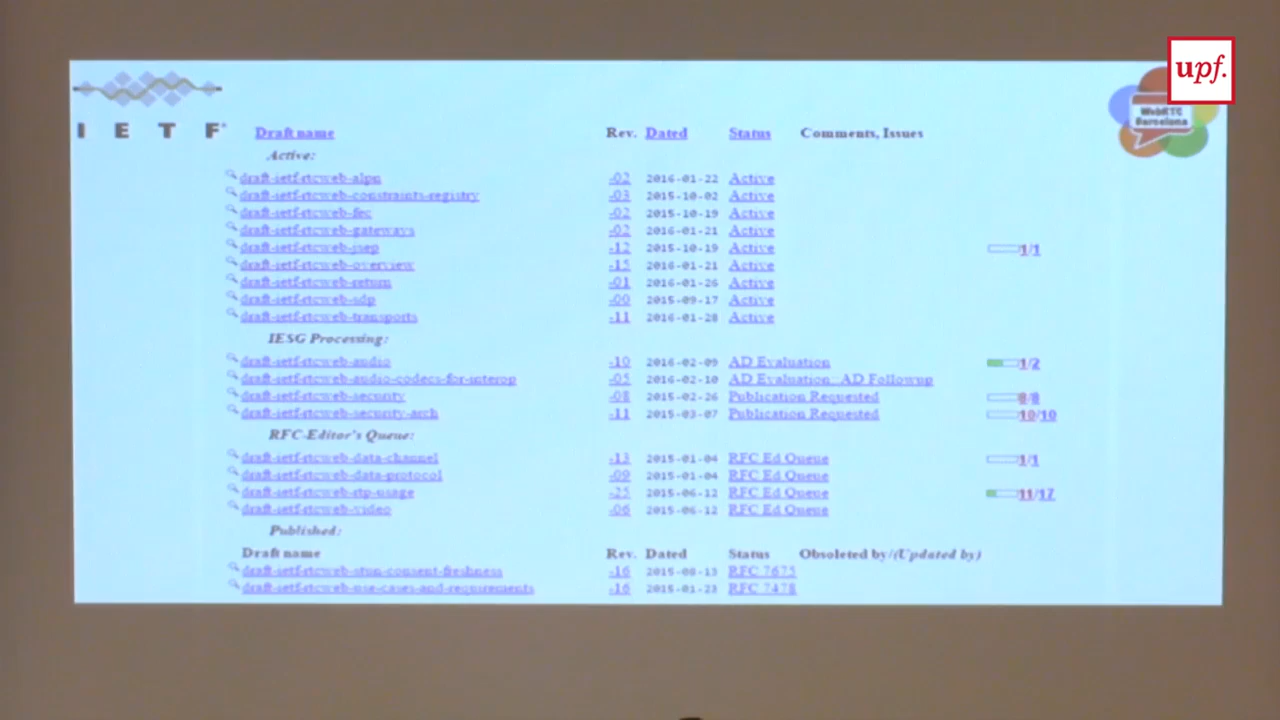 upf.
IETF
WebRTC
Barcelona
Draft name Rev. Dated Status Comments, Issues
Active:
draft-ietf-rtcweb-alpn -02 2016-01-22 Active
draft-ietf-rtcweb-constraints-registry -03 2015-10-02 Active
draft-ietf-rtcweb-fec -02 2015-10-19 Active
draft-ietf-rtcweb-gateways -02 2016-01-21 Active
draft-ietf-rtcweb-jsep -12 2015-10-19 Active 1/1
draft-ietf-rtcweb-overview -15 2016-01-21 Active
draft-ietf-rtcweb-return -01 2016-01-26 Active
draft-ietf-rtcweb-sdp -00 2015-09-17 Active
draft-ietf-rtcweb-transports -11 2016-01-28 Active
IESG Processing:
draft-ietf-rtcweb-audio -10 2016-02-09 AD Evaluation 1/2
draft-ietf-rtcweb-audio-codecs-for-interop -05 2016-02-10 AD Evaluation::AD Followup
draft-ietf-rtcweb-security -08 2015-02-26 Publication Requested 8/8
draft-ietf-rtcweb-security-arch -11 2015-03-07 Publication Requested 10/10
RFC-Editor's Queue:
draft-ietf-rtcweb-data-channel -13 2015-01-04 RFC Ed Queue 1/1
draft-ietf-rtcweb-data-protocol -09 2015-01-04 RFC Ed Queue
draft-ietf-rtcweb-rtp-usage -25 2015-06-12 RFC Ed Queue 11/17
draft-ietf-rtcweb-video -06 2015-06-12 RFC Ed Queue
Published:
Draft name Rev. Dated Status Obsoleted by/(Updated by)
draft-ietf-rtcweb-stun-consent-freshness -16 2015-08-13 RFC 7675
draft-ietf-rtcweb-use-cases-and-requirements -16 2015-01-23 RFC 7478